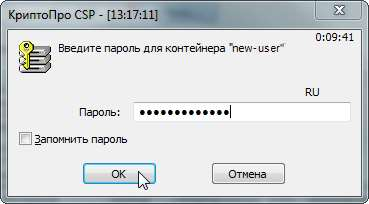 КриптоПро CSP - [13:17:11]
0:09:41
Введите пароль для контейнера "new-user"
RU
Пароль: ●●●●●●●●●●●●●
Запомнить пароль
OK Отмена